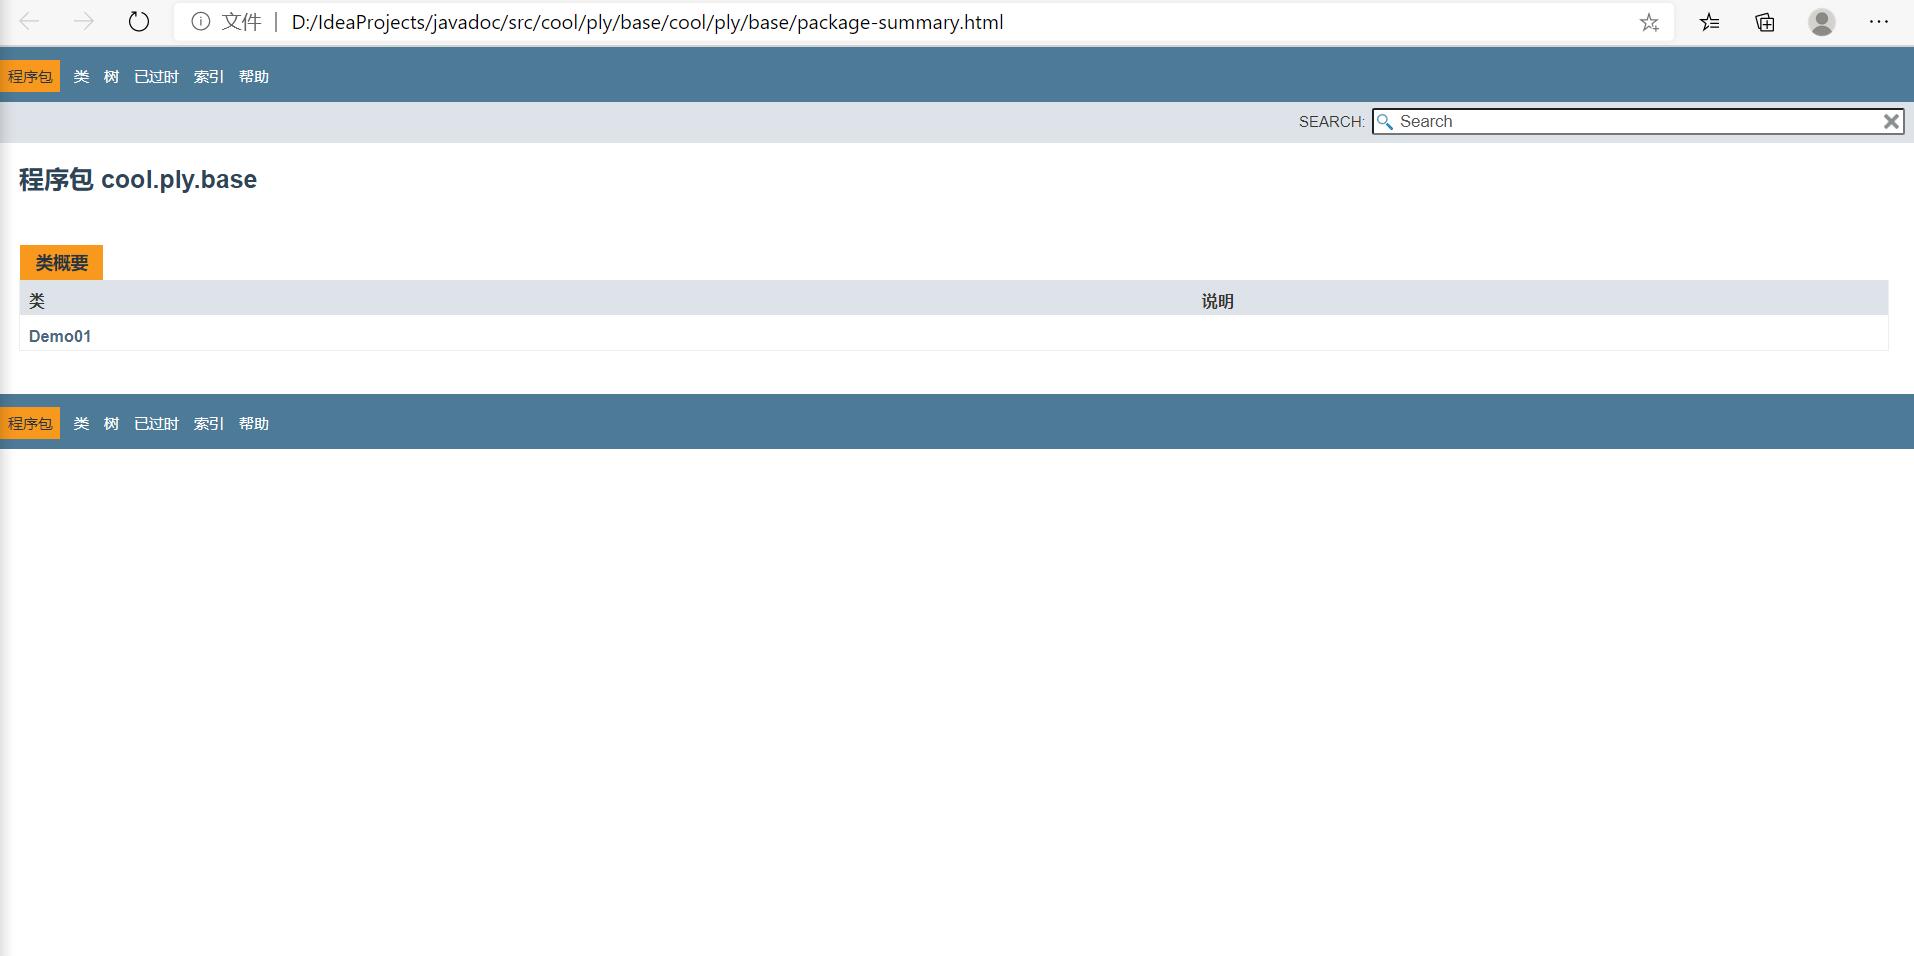 文件 D:/IdeaProjects/javadoc/src/cool/ply/base/cool/ply/base/package-summary.html
程序包 类 树 已过时 索引 帮助
SEARCH: Search
程序包 cool.ply.base
类概要
类 说明
Demo01
程序包 类 树 已过时 索引 帮助